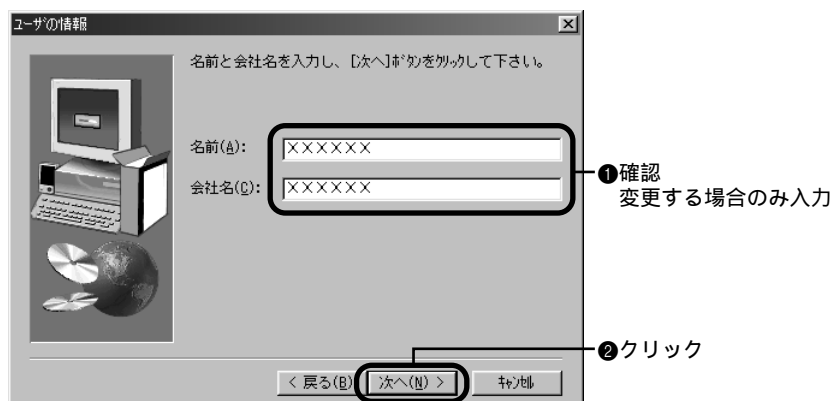 ユーザの情報
名前と会社名を入力し、[次へ]ボタンをクリックして下さい。
名前(A): ××××××
会社名(C): ××××××
❶確認
変更する場合のみ入力
❷クリック
< 戻る(B) 次へ(N) > キャンセル